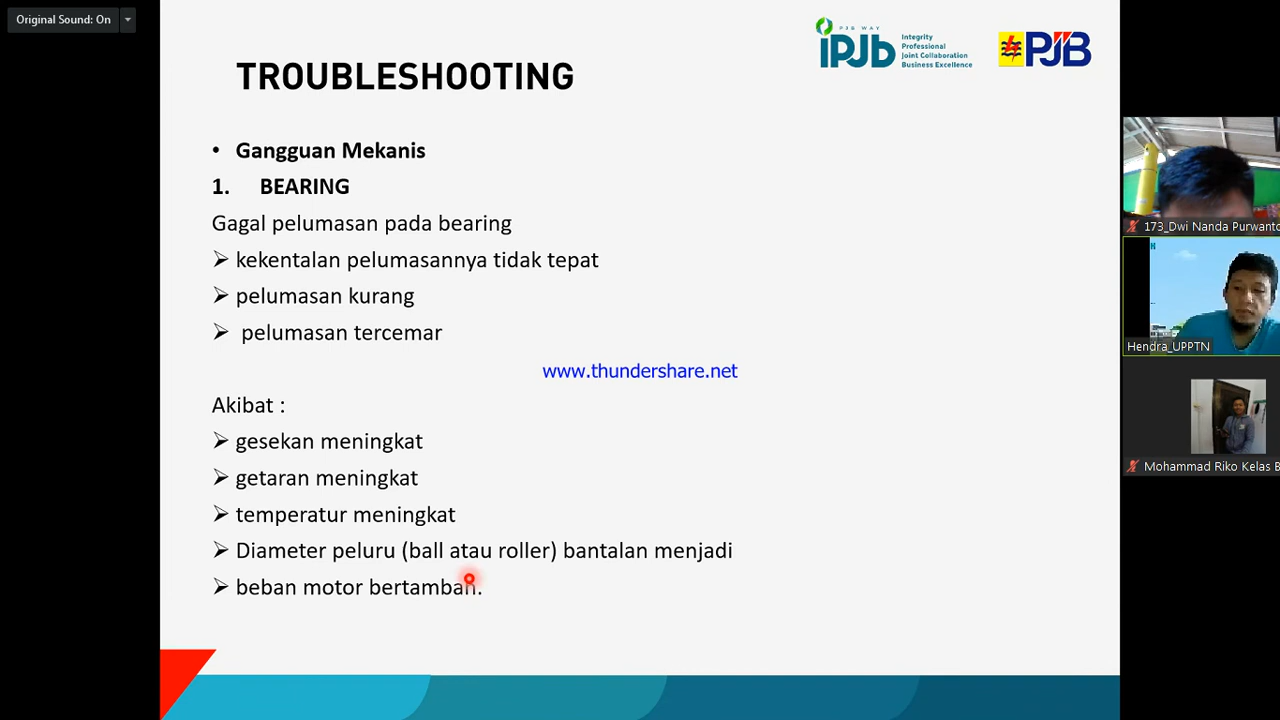 Original Sound: On
PJB WAY
iPJb
Integrity
Professional
Joint Collaboration
Business Excellence
PJB
TROUBLESHOOTING
• Gangguan Mekanis
1. BEARING
Gagal pelumasan pada bearing
➢ kekentalan pelumasannya tidak tepat
➢ pelumasan kurang
➢ pelumasan tercemar
www.thundershare.net
Akibat :
➢ gesekan meningkat
➢ getaran meningkat
➢ temperatur meningkat
➢ Diameter peluru (ball atau roller) bantalan menjadi
➢ beban motor bertambah.
173_Dwi Nanda Purwanto
Hendra_UPPTN
Mohammad Riko Kelas B